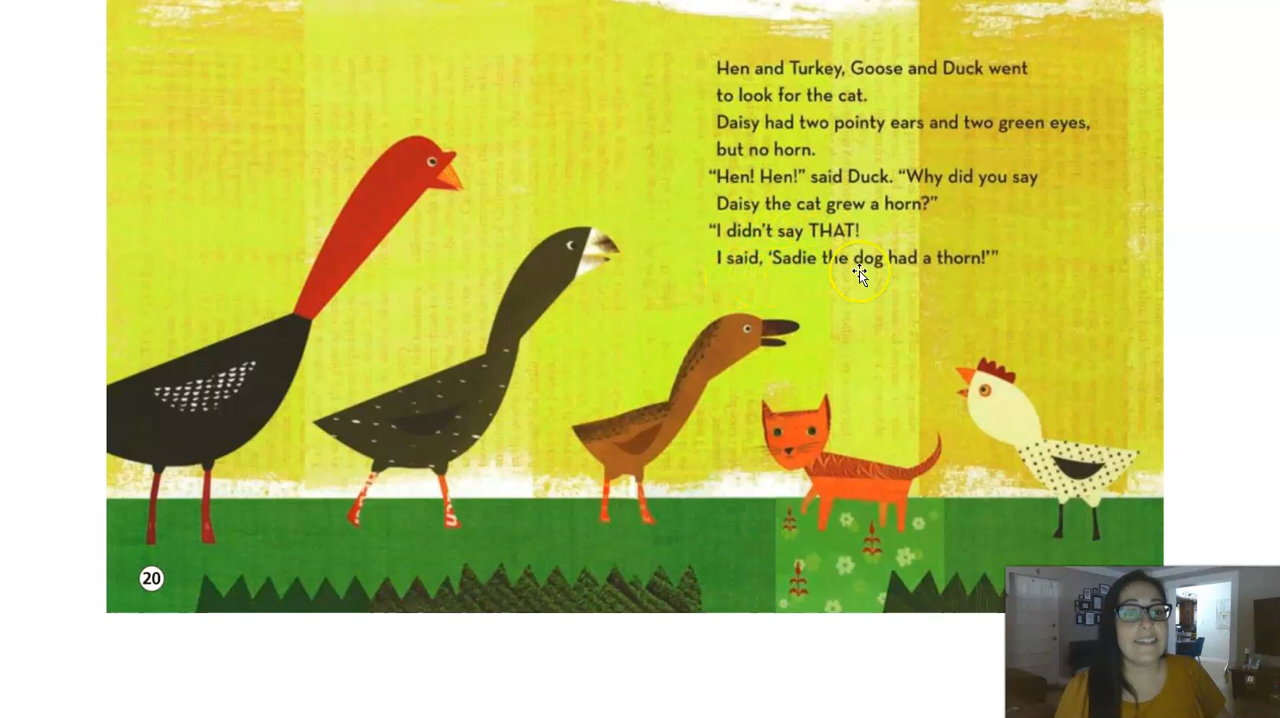 Hen and Turkey, Goose and Duck went
to look for the cat.
Daisy had two pointy ears and two green eyes,
but no horn.
“Hen! Hen!” said Duck. “Why did you say
Daisy the cat grew a horn?”
“I didn’t say THAT!
I said, ‘Sadie the dog had a thorn!’”
20